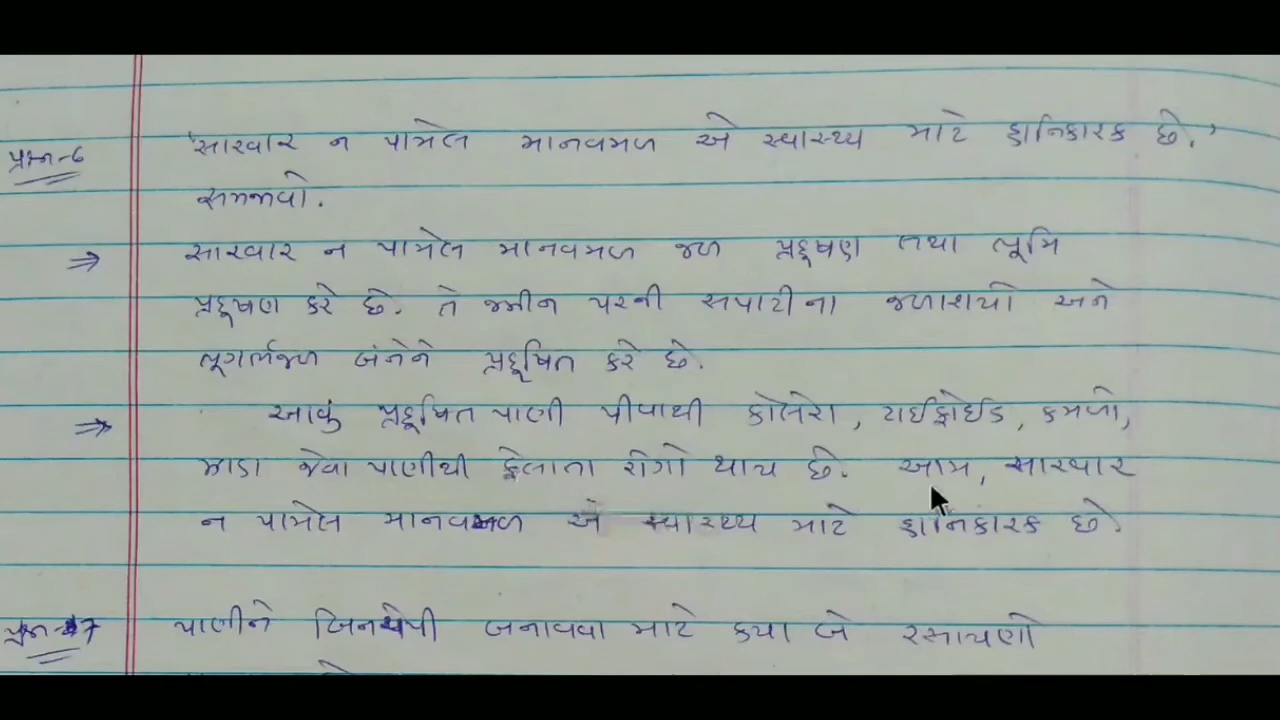 પ્રશ્ન-6 'સારવાર ન પામેલ માનવમળ એ સ્વાસ્થ્ય માટે હાનિકારક છે.'
સમજાવો.
⇒ સારવાર ન પામેલ માનવમળ જળ પ્રદૂષણ તથા ભૂમિ
પ્રદૂષણ કરે છે. તે જમીન પરની સપાટીના જળાશયો અને
ભૂગર્ભજળ બંનેને પ્રદૂષિત કરે છે.
⇒ આવું પ્રદૂષિત પાણી પીવાથી કોલેરા, ટાઈફોઈડ, કમળો,
ઝાડા જેવા પાણીથી ફેલાતા રોગો થાય છે. આમ, સારવાર
ન પામેલ માનવમળ એ સ્વાસ્થ્ય માટે હાનિકારક છે.
પ્રશ્ન-7 પાણીને બિનચેપી બનાવવા માટે કયા બે રસાયણો